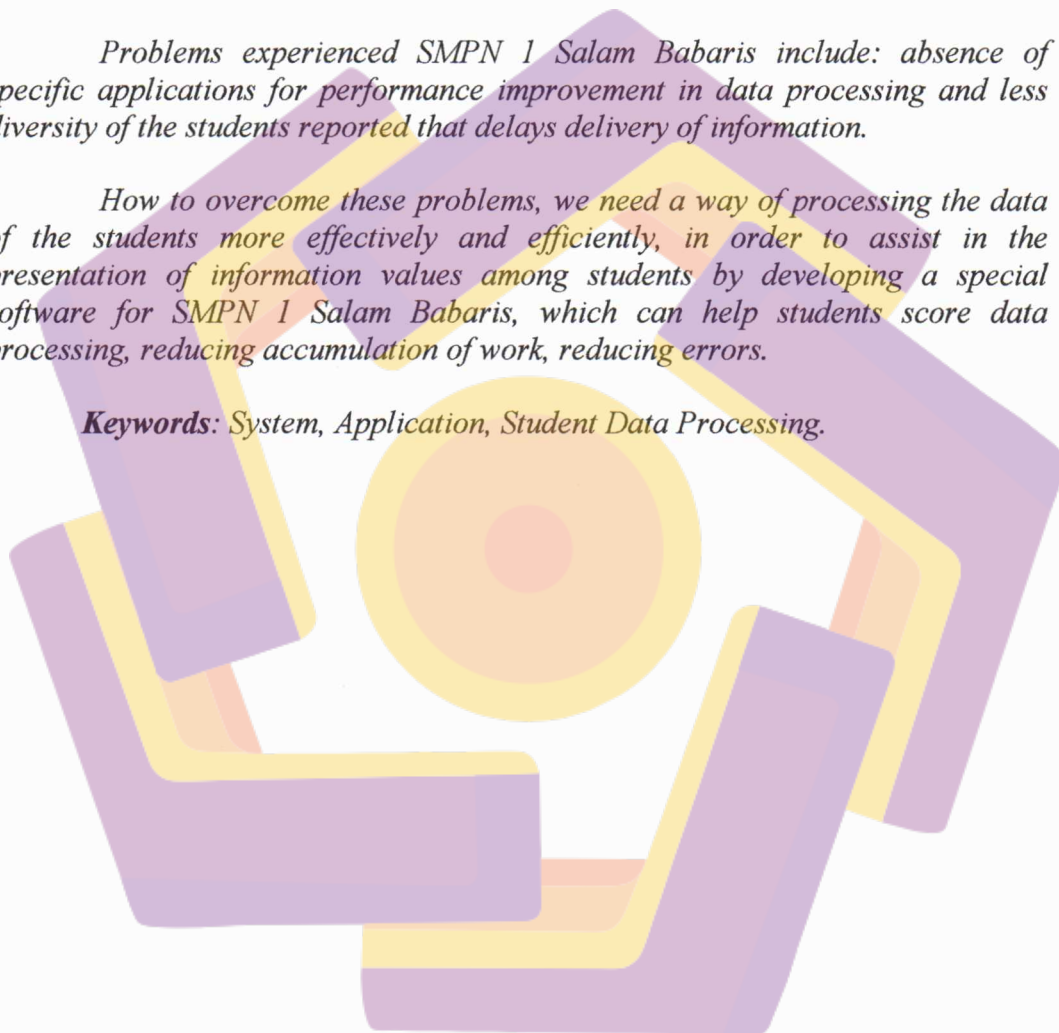 Problems experienced SMPN 1 Salam Babaris include: absence of
pecific applications for performance improvement in data processing and less
liversity of the students reported that delays delivery of information.
How to overcome these problems, we need a way of processing the data
of the students more effectively and efficiently, in order to assist in the
presentation of information values among students by developing a special
oftware for SMPN 1 Salam Babaris, which can help students score data
processing, reducing accumulation of work, reducing errors.
Keywords: System, Application, Student Data Processing.